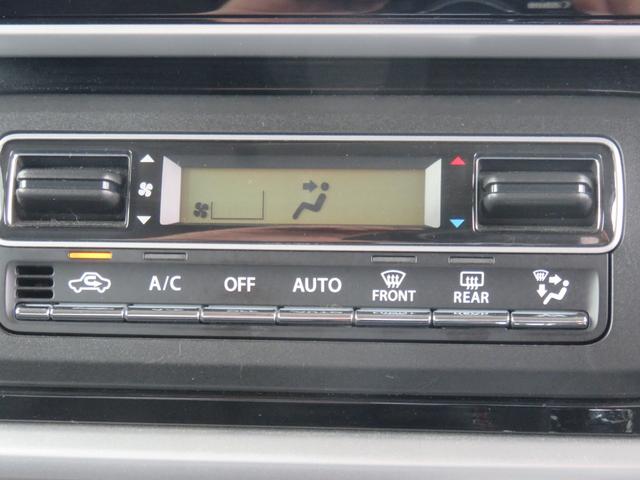 A/C OFF AUTO FRONT REAR